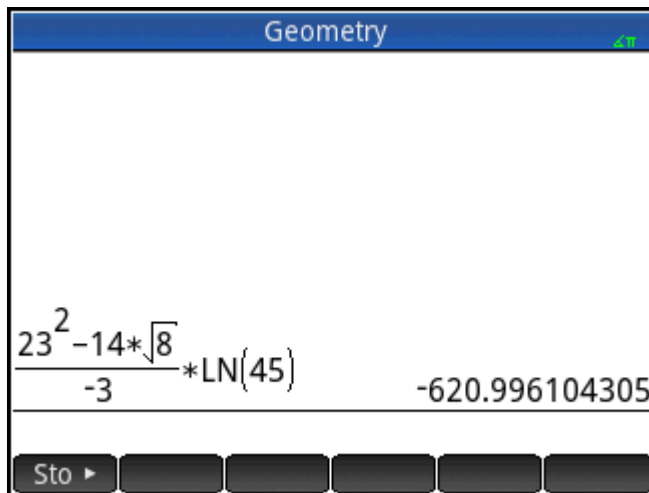 Geometry
∡π
23²−14*√8
-3
*LN(45)
-620.996104305
Sto ▸